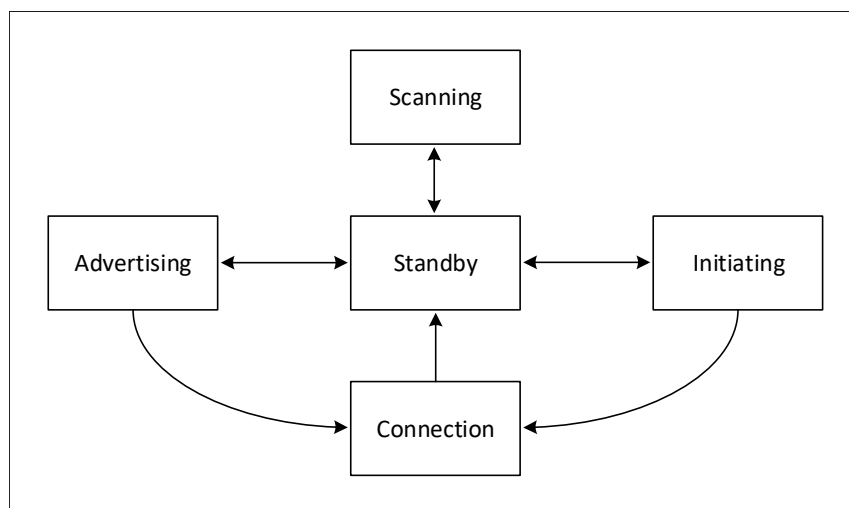 Scanning
Advertising
Standby
Initiating
Connection